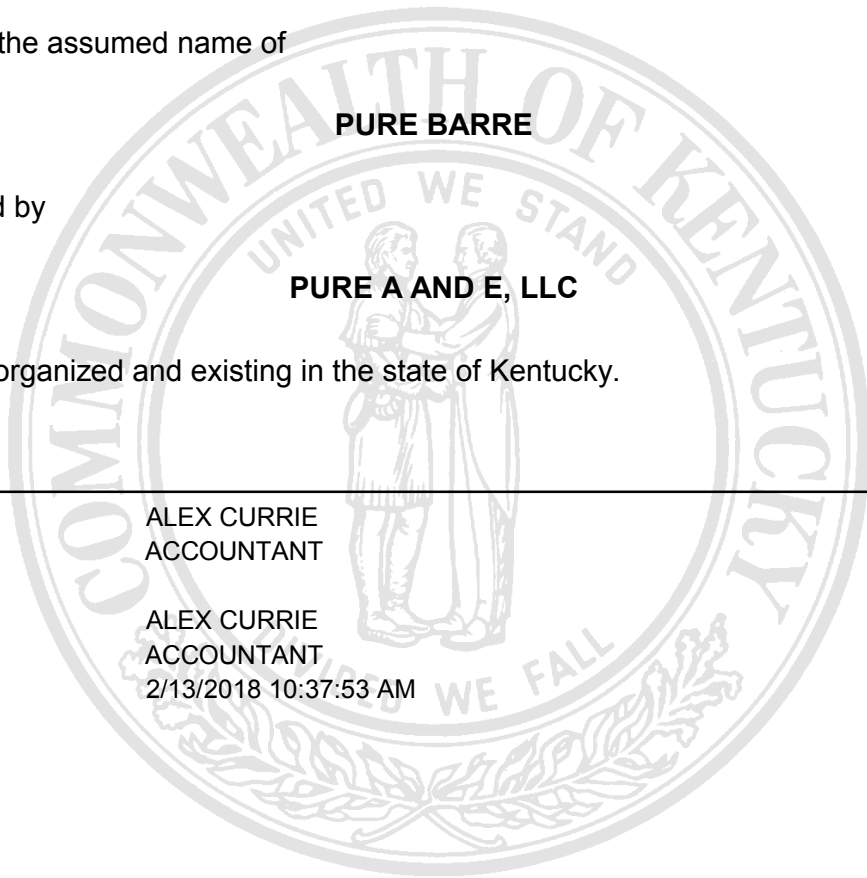 the assumed name of
PURE BARRE
d by
PURE A AND E, LLC
organized and existing in the state of Kentucky.
ALEX CURRIE
ACCOUNTANT
ALEX CURRIE
ACCOUNTANT
2/13/2018 10:37:53 AM
COMMONWEALTH OF KENTUCKY
UNITED WE STAND
DIVIDED WE FALL